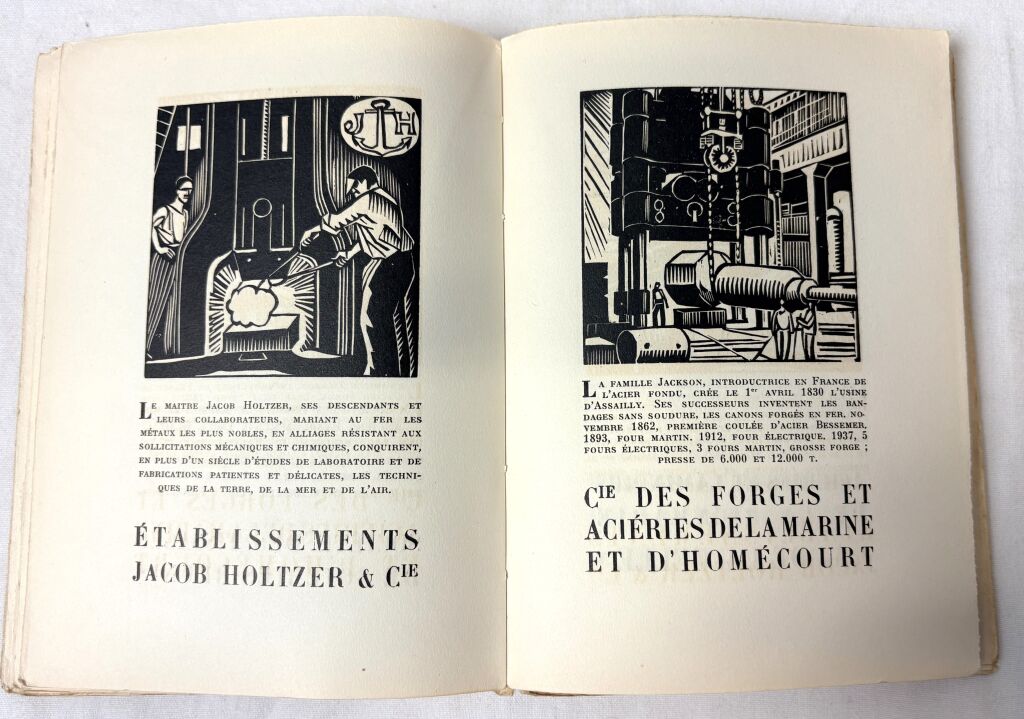 J H
LE MAITRE JACOB HOLTZER, SES DESCENDANTS ET
LEURS COLLABORATEURS, MARIANT AU FER LES
MÉTAUX LES PLUS NOBLES, EN ALLIAGES RÉSISTANT AUX
SOLLICITATIONS MÉCANIQUES ET CHIMIQUES, CONQUIRENT,
EN PLUS D'UN SIÈCLE D'ÉTUDES DE LABORATOIRE ET DE
FABRICATIONS PATIENTES ET DÉLICATES, LES TECHNI-
QUES DE LA TERRE, DE LA MER ET DE L'AIR.
ÉTABLISSEMENTS
JACOB HOLTZER & CIE
LA FAMILLE JACKSON, INTRODUCTRICE EN FRANCE DE
L'ACIER FONDU, CRÉE LE 1er AVRIL 1830 L'USINE
D'ASSAILLY. SES SUCCESSEURS INVENTENT LES BAN-
DAGES SANS SOUDURE, LES CANONS FORGÉS EN FER. NO-
VEMBRE 1862, PREMIÈRE COULÉE D'ACIER BESSEMER,
1893, FOUR MARTIN. 1912, FOUR ÉLECTRIQUE. 1937, 5
FOURS ÉLECTRIQUES, 3 FOURS MARTIN, GROSSE FORGE ;
PRESSE DE 6.000 ET 12.000 T.
CIE DES FORGES ET
ACIÉRIES DE LA MARINE
ET D'HOMÉCOURT